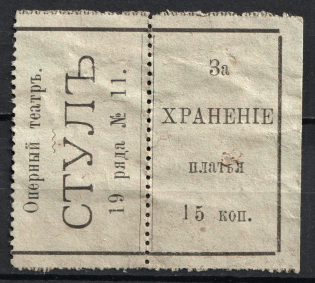 Оперный театръ.
СТУЛЪ
19 ряда № 11.
За
ХРАНЕНІЕ
платья
15 коп.